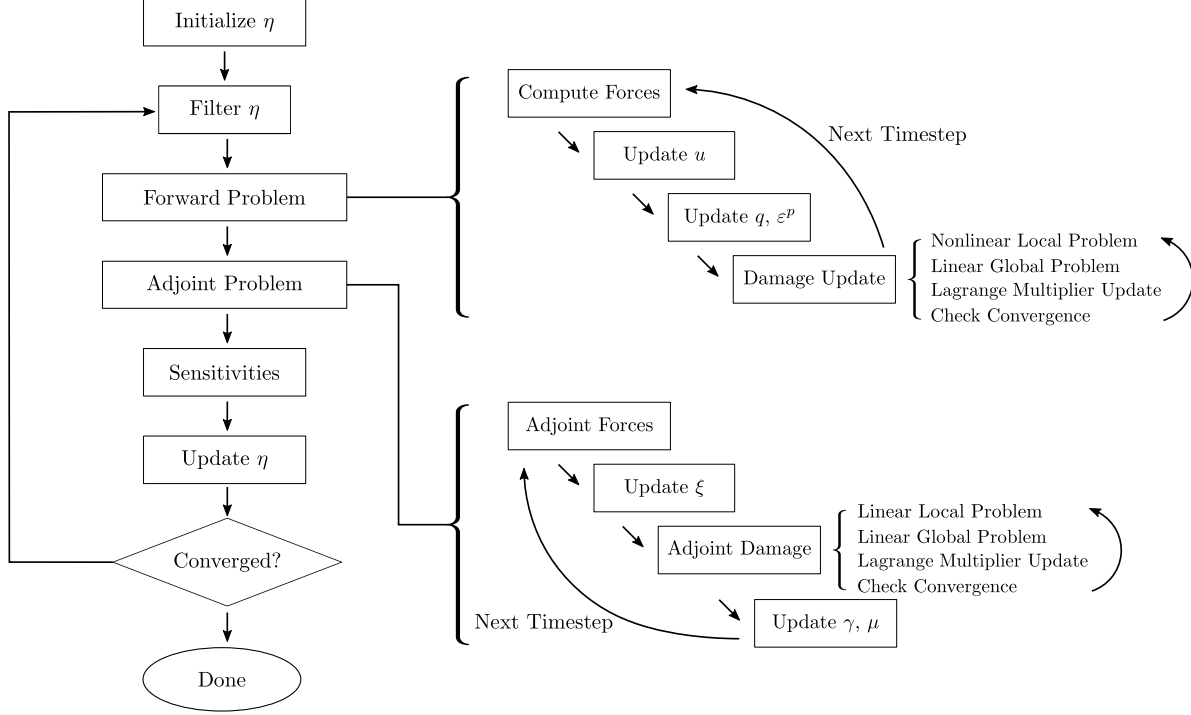 Initialize η
Filter η
Forward Problem
Adjoint Problem
Sensitivities
Update η
Converged?
Done
Compute Forces
Update u
Update q, εᵖ
Damage Update
Next Timestep
Nonlinear Local Problem
Linear Global Problem
Lagrange Multiplier Update
Check Convergence
Adjoint Forces
Update ξ
Adjoint Damage
Update γ, μ
Next Timestep
Linear Local Problem
Linear Global Problem
Lagrange Multiplier Update
Check Convergence